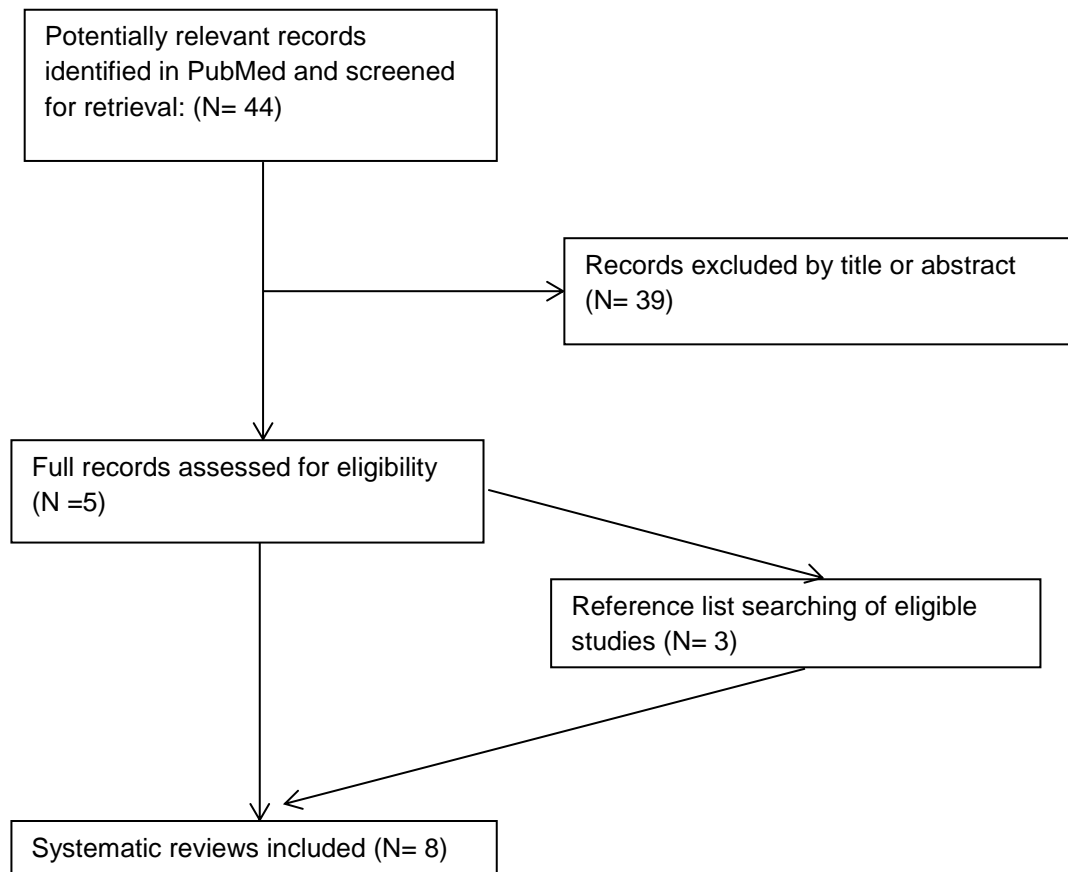 Potentially relevant records
identified in PubMed and screened
for retrieval: (N= 44)
Records excluded by title or abstract
(N= 39)
Full records assessed for eligibility
(N =5)
Reference list searching of eligible
studies (N= 3)
Systematic reviews included (N= 8)